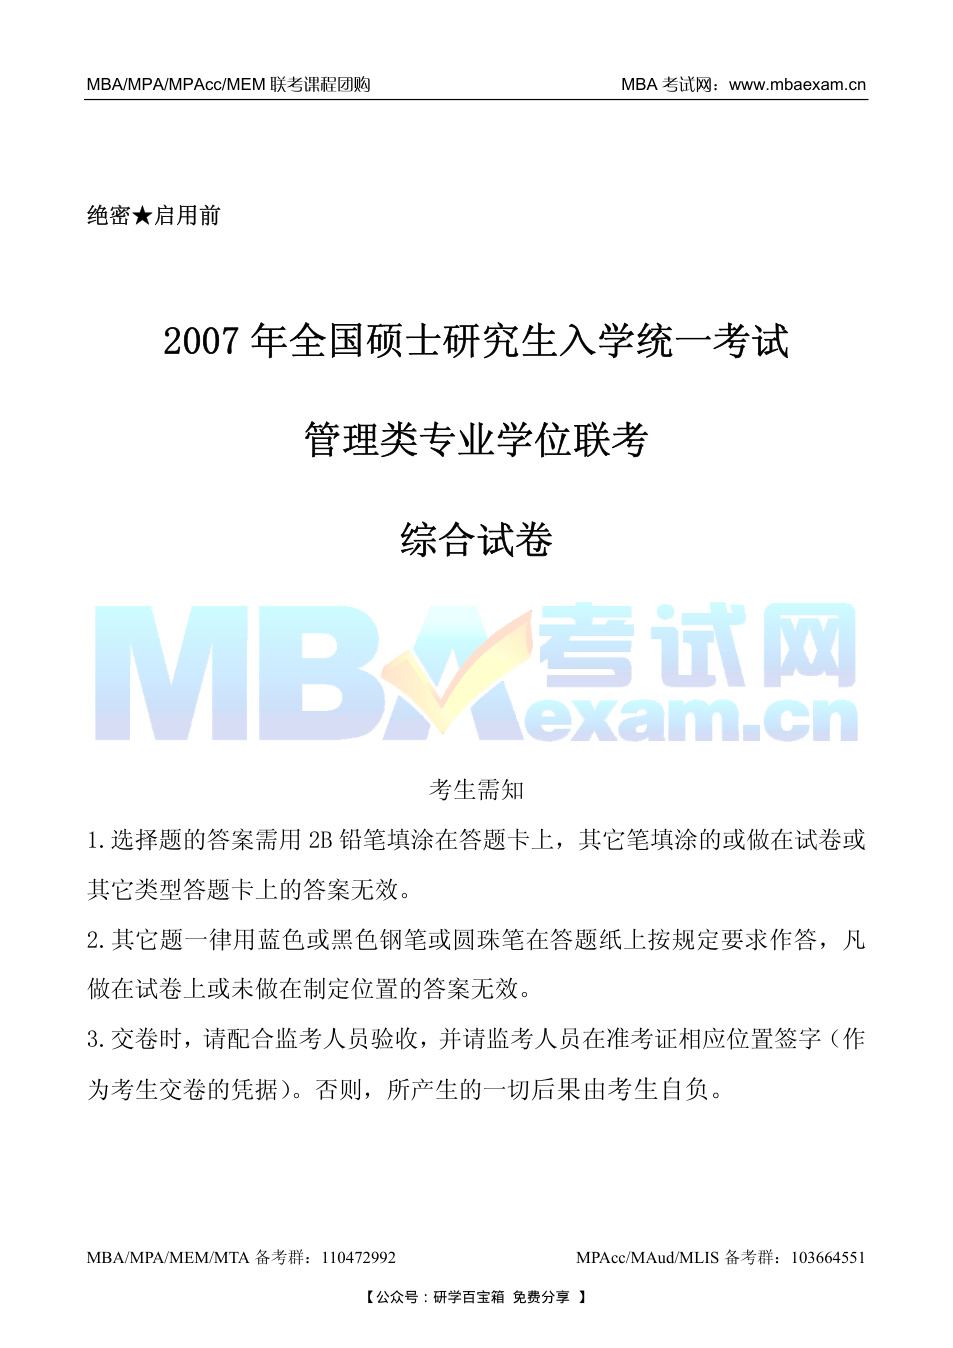 MBA/MPA/MPAcc/MEM 联考课程团购 MBA 考试网：www.mbaexam.cn
绝密★启用前
2007 年全国硕士研究生入学统一考试
管理类专业学位联考
综合试卷
MBA考试网
exam.cn
考生需知
1.选择题的答案需用 2B 铅笔填涂在答题卡上，其它笔填涂的或做在试卷或
其它类型答题卡上的答案无效。
2.其它题一律用蓝色或黑色钢笔或圆珠笔在答题纸上按规定要求作答，凡
做在试卷上或未做在制定位置的答案无效。
3.交卷时，请配合监考人员验收，并请监考人员在准考证相应位置签字（作
为考生交卷的凭据）。否则，所产生的一切后果由考生自负。
MBA/MPA/MEM/MTA 备考群：110472992 MPAcc/MAud/MLIS 备考群：103664551
【公众号：研学百宝箱 免费分享 】